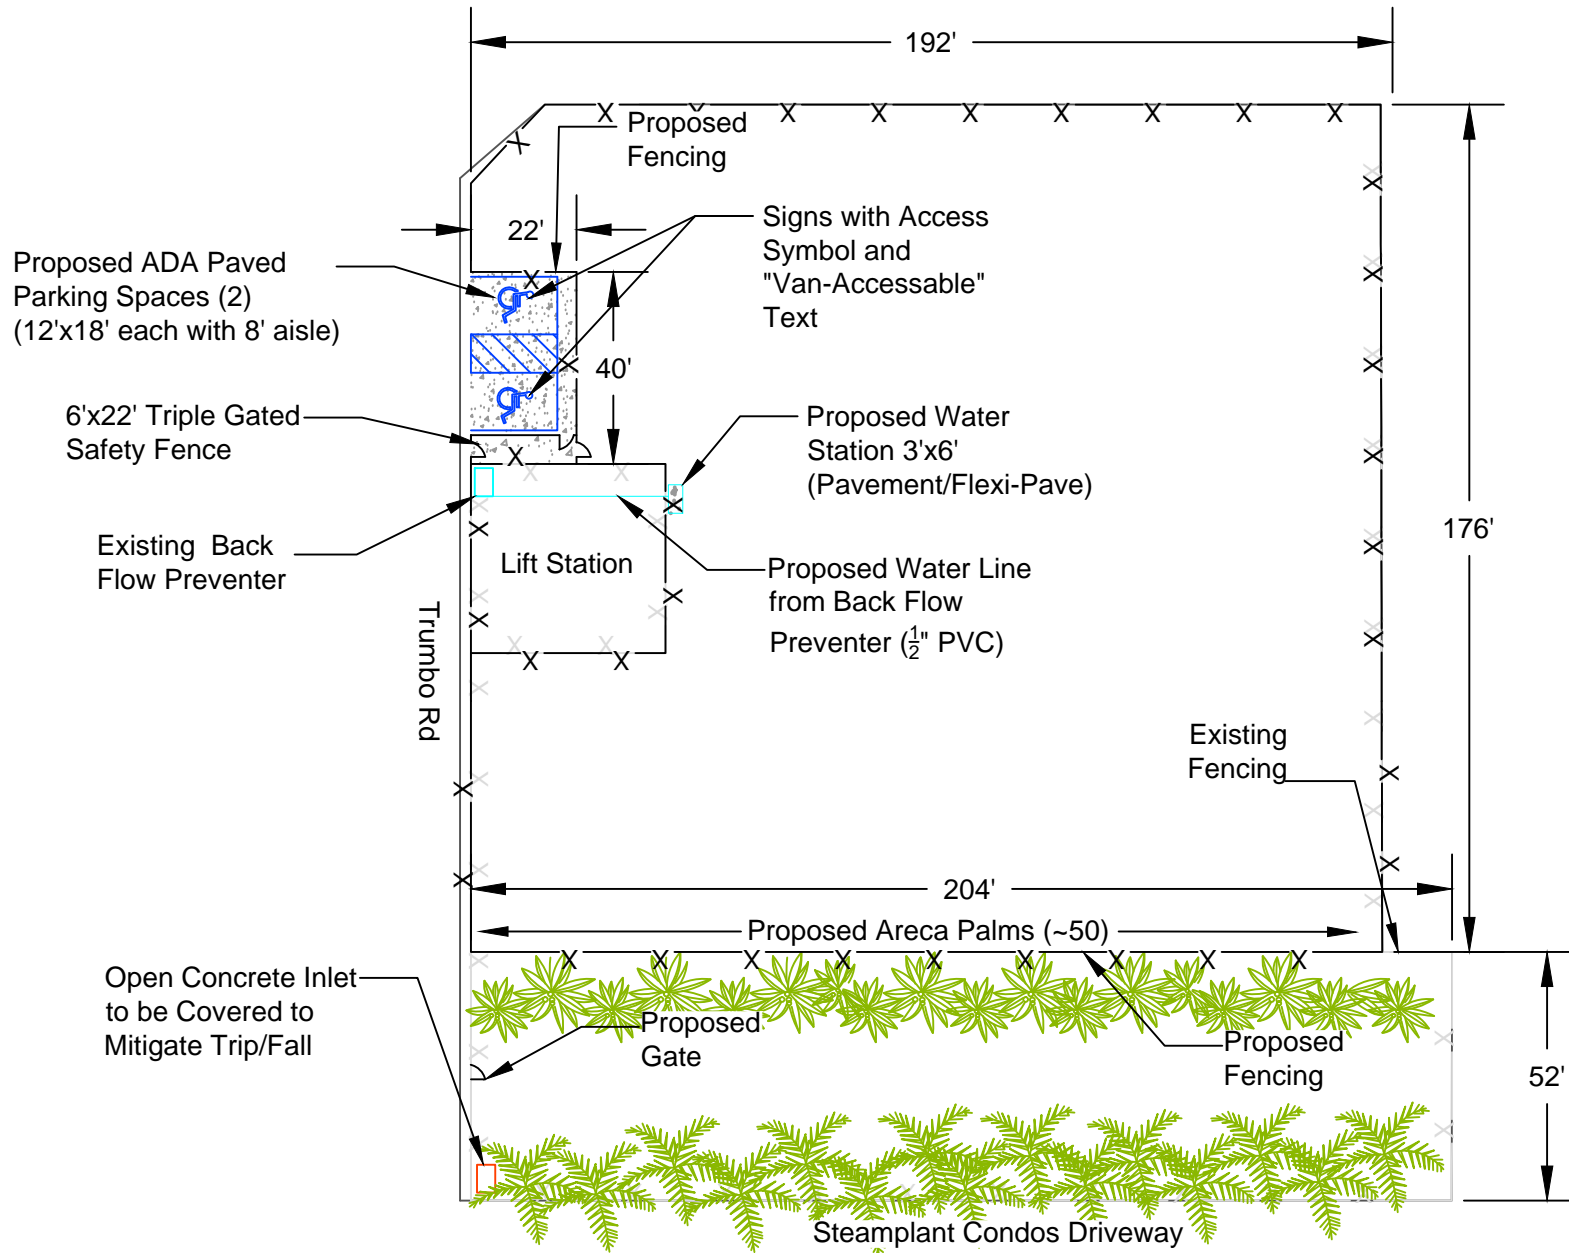 192'
Proposed
Fencing
22'
Signs with Access
Symbol and
"Van-Accessable"
Text
Proposed ADA Paved
Parking Spaces (2)
(12'x18' each with 8' aisle)
40'
6'x22' Triple Gated
Safety Fence
Proposed Water
Station 3'x6'
(Pavement/Flexi-Pave)
176'
Existing Back
Flow Preventer
Lift Station
Proposed Water Line
from Back Flow
Preventer (½" PVC)
Trumbo Rd
Existing
Fencing
204'
Proposed Areca Palms (~50)
Open Concrete Inlet
to be Covered to
Mitigate Trip/Fall
Proposed
Gate
Proposed
Fencing
52'
Steamplant Condos Driveway